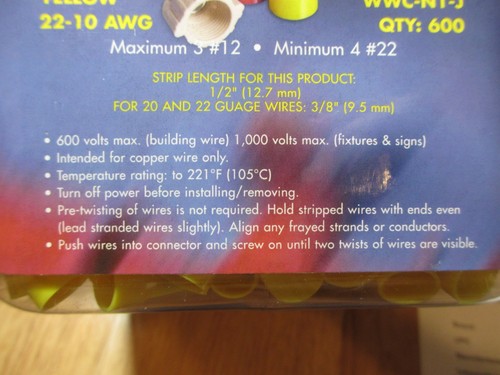 YELLOW WWC-NT-J
22-10 AWG QTY: 600
Maximum 3 #12 • Minimum 4 #22
STRIP LENGTH FOR THIS PRODUCT:
1/2" (12.7 mm)
FOR 20 AND 22 GUAGE WIRES: 3/8" (9.5 mm)
• 600 volts max. (building wire) 1,000 volts max. (fixtures & signs)
• Intended for copper wire only.
• Temperature rating: to 221°F (105°C)
• Turn off power before installing/removing.
• Pre-twisting of wires is not required. Hold stripped wires with ends even
(lead stranded wires slightly). Align any frayed strands or conductors.
• Push wires into connector and screw on until two twists of wires are visible.